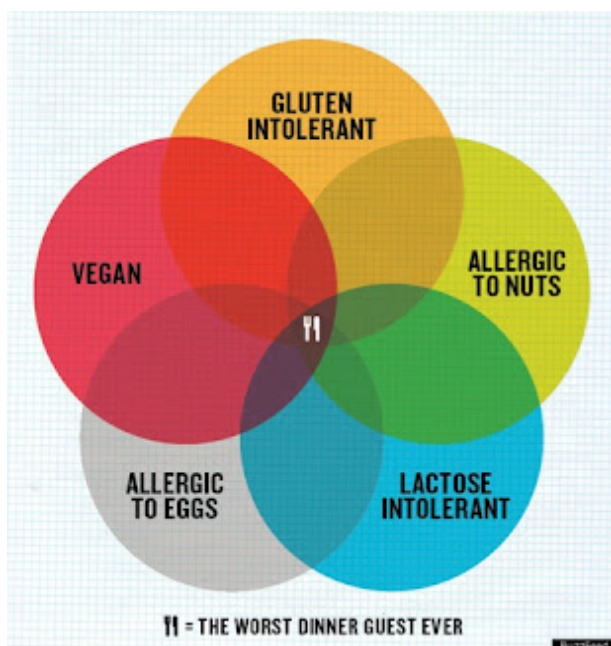 GLUTEN
INTOLERANT
VEGAN
ALLERGIC
TO NUTS
ALLERGIC
TO EGGS
LACTOSE
INTOLERANT
= THE WORST DINNER GUEST EVER